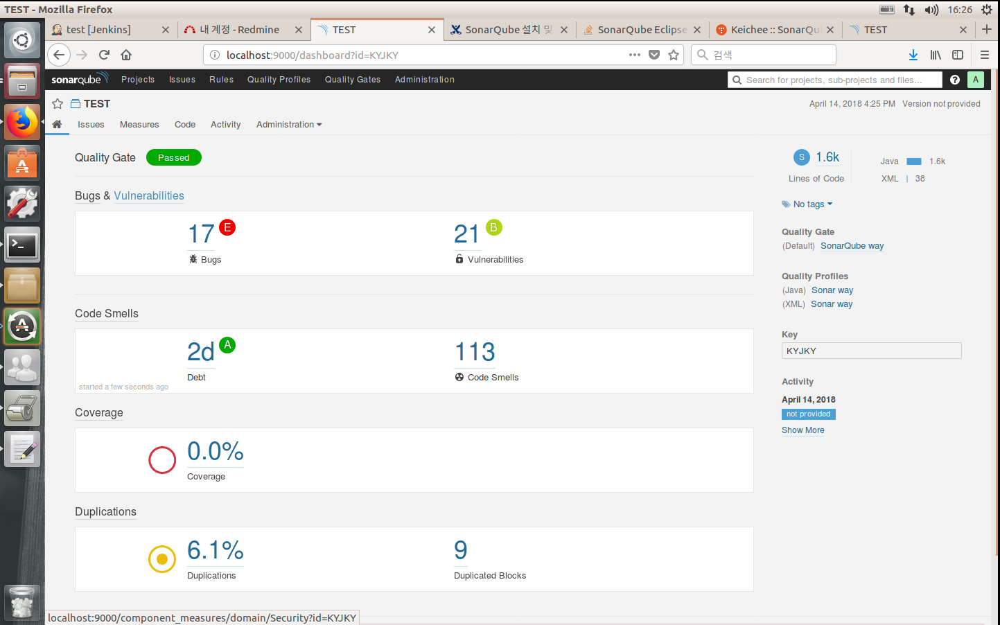 TEST - Mozilla Firefox
16:26
test [Jenkins]
내 계정 - Redmine
TEST
SonarQube 설치 및
SonarQube Eclipse
Keichee :: SonarQu
TEST
localhost:9000/dashboard?id=KYJKY
검색
sonarqube
Projects
Issues
Rules
Quality Profiles
Quality Gates
Administration
Search for projects, sub-projects and files...
?
A
TEST
April 14, 2018 4:25 PM Version not provided
Issues
Measures
Code
Activity
Administration
Quality Gate
Passed
S 1.6k
Lines of Code
Java 1.6k
XML 38
Bugs & Vulnerabilities
No tags
17 E
Bugs
21 B
Vulnerabilities
Quality Gate
(Default) SonarQube way
Quality Profiles
(Java) Sonar way
(XML) Sonar way
Code Smells
2d A
Debt
113
Code Smells
started a few seconds ago
Key
KYJKY
Activity
April 14, 2018
not provided
Show More
Coverage
0.0%
Coverage
Duplications
6.1%
Duplications
9
Duplicated Blocks
localhost:9000/component_measures/domain/Security?id=KYJKY